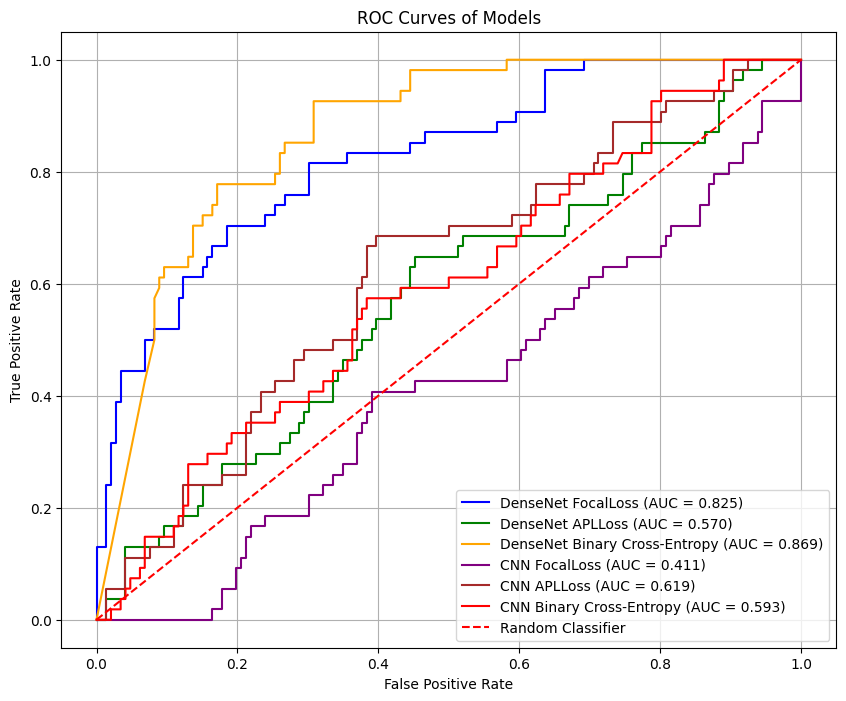 ROC Curves of Models
True Positive Rate
1.0
0.8
0.6
0.4
0.2
0.0
DenseNet FocalLoss (AUC = 0.825)
DenseNet APLLoss (AUC = 0.570)
DenseNet Binary Cross-Entropy (AUC = 0.869)
CNN FocalLoss (AUC = 0.411)
CNN APLLoss (AUC = 0.619)
CNN Binary Cross-Entropy (AUC = 0.593)
Random Classifier
0.0 0.2 0.4 0.6 0.8 1.0
False Positive Rate